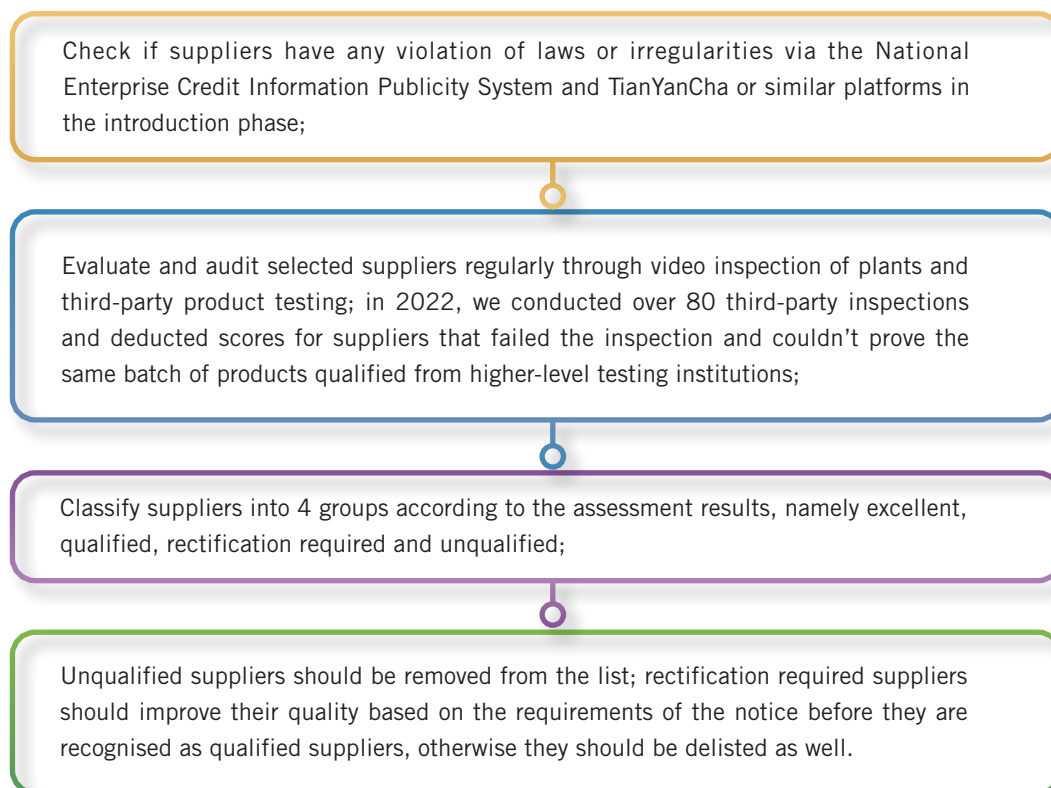 Check if suppliers have any violation of laws or irregularities via the National
Enterprise Credit Information Publicity System and TianYanCha or similar platforms in
the introduction phase;
Evaluate and audit selected suppliers regularly through video inspection of plants and
third-party product testing; in 2022, we conducted over 80 third-party inspections
and deducted scores for suppliers that failed the inspection and couldn’t prove the
same batch of products qualified from higher-level testing institutions;
Classify suppliers into 4 groups according to the assessment results, namely excellent,
qualified, rectification required and unqualified;
Unqualified suppliers should be removed from the list; rectification required suppliers
should improve their quality based on the requirements of the notice before they are
recognised as qualified suppliers, otherwise they should be delisted as well.